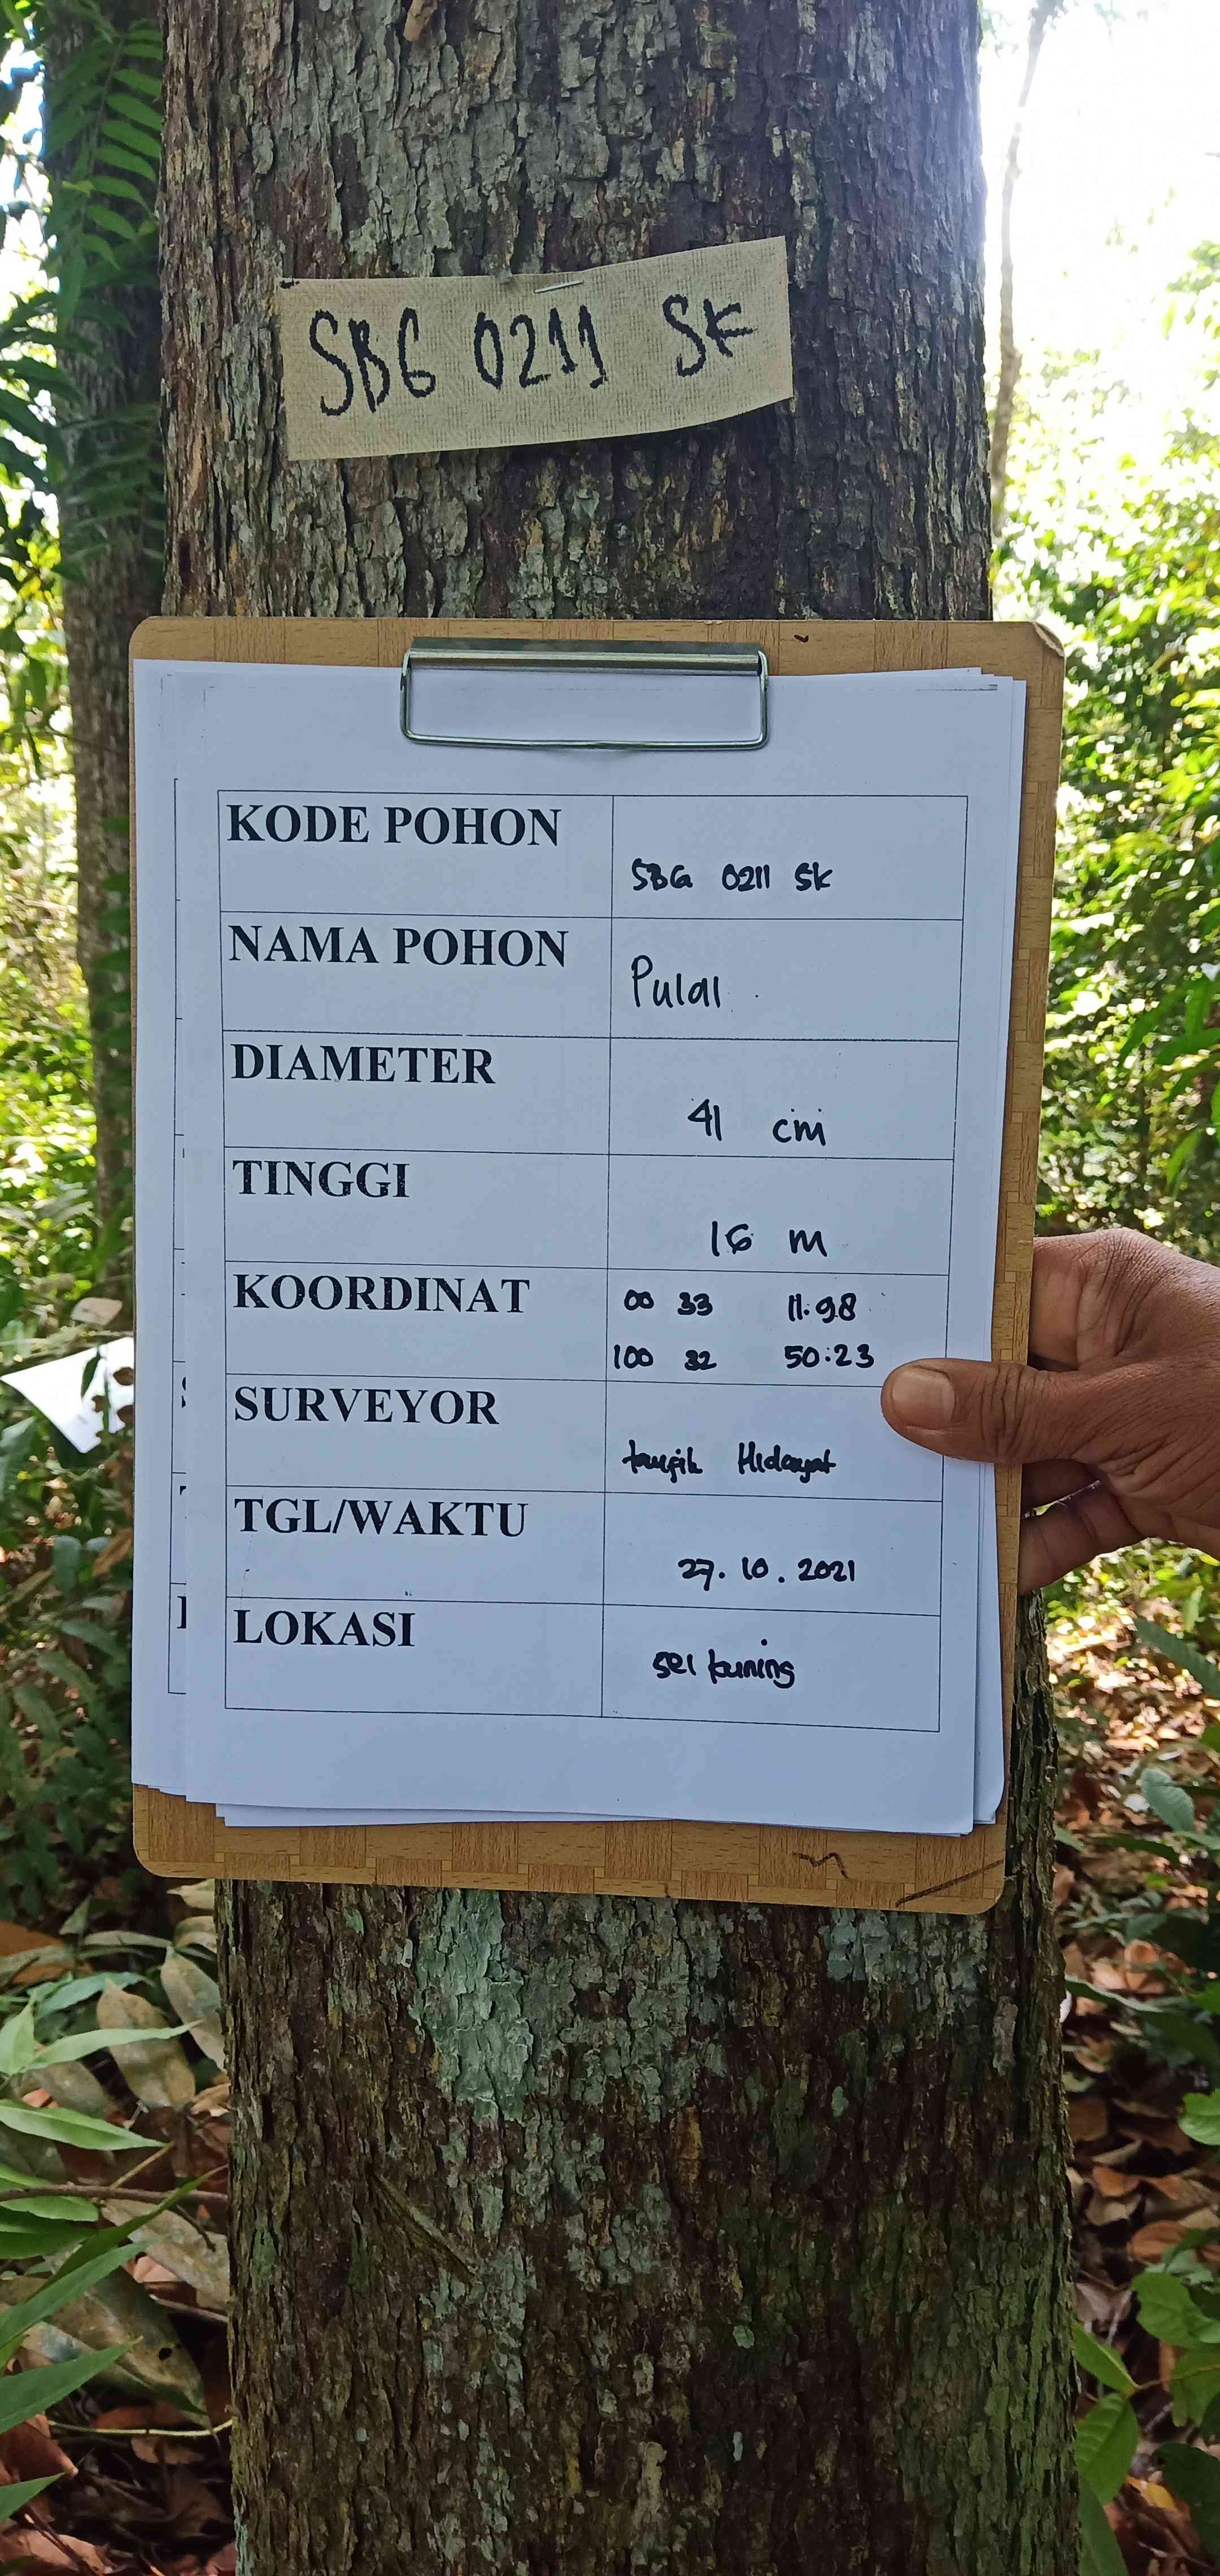 SBG 0211 SK
KODE POHON
SBG 0211 SK
NAMA POHON
Pulai
DIAMETER
41 cm
TINGGI
16 m
KOORDINAT
00 33 11.98
100 32 50:23
SURVEYOR
taufik Hidayat
TGL/WAKTU
27.10.2021
LOKASI
sei kuning